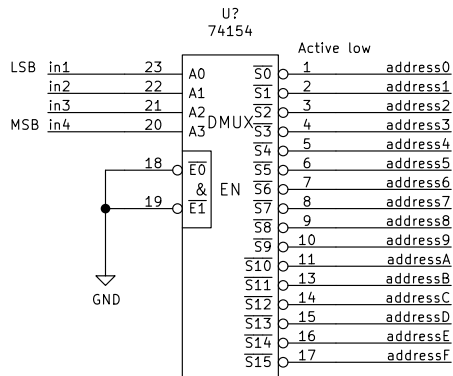 U?
74154
Active low
LSB in1 23 A0 S0 1 address0
in2 22 A1 S1 2 address1
in3 21 A2 S2 3 address2
MSB in4 20 A3 DMUX S3 4 address3
S4 5 address4
18 E0 S5 6 address5
& EN S6 7 address6
19 E1 S7 8 address7
S8 9 address8
S9 10 address9
S10 11 addressA
S11 13 addressB
GND S12 14 addressC
S13 15 addressD
S14 16 addressE
S15 17 addressF